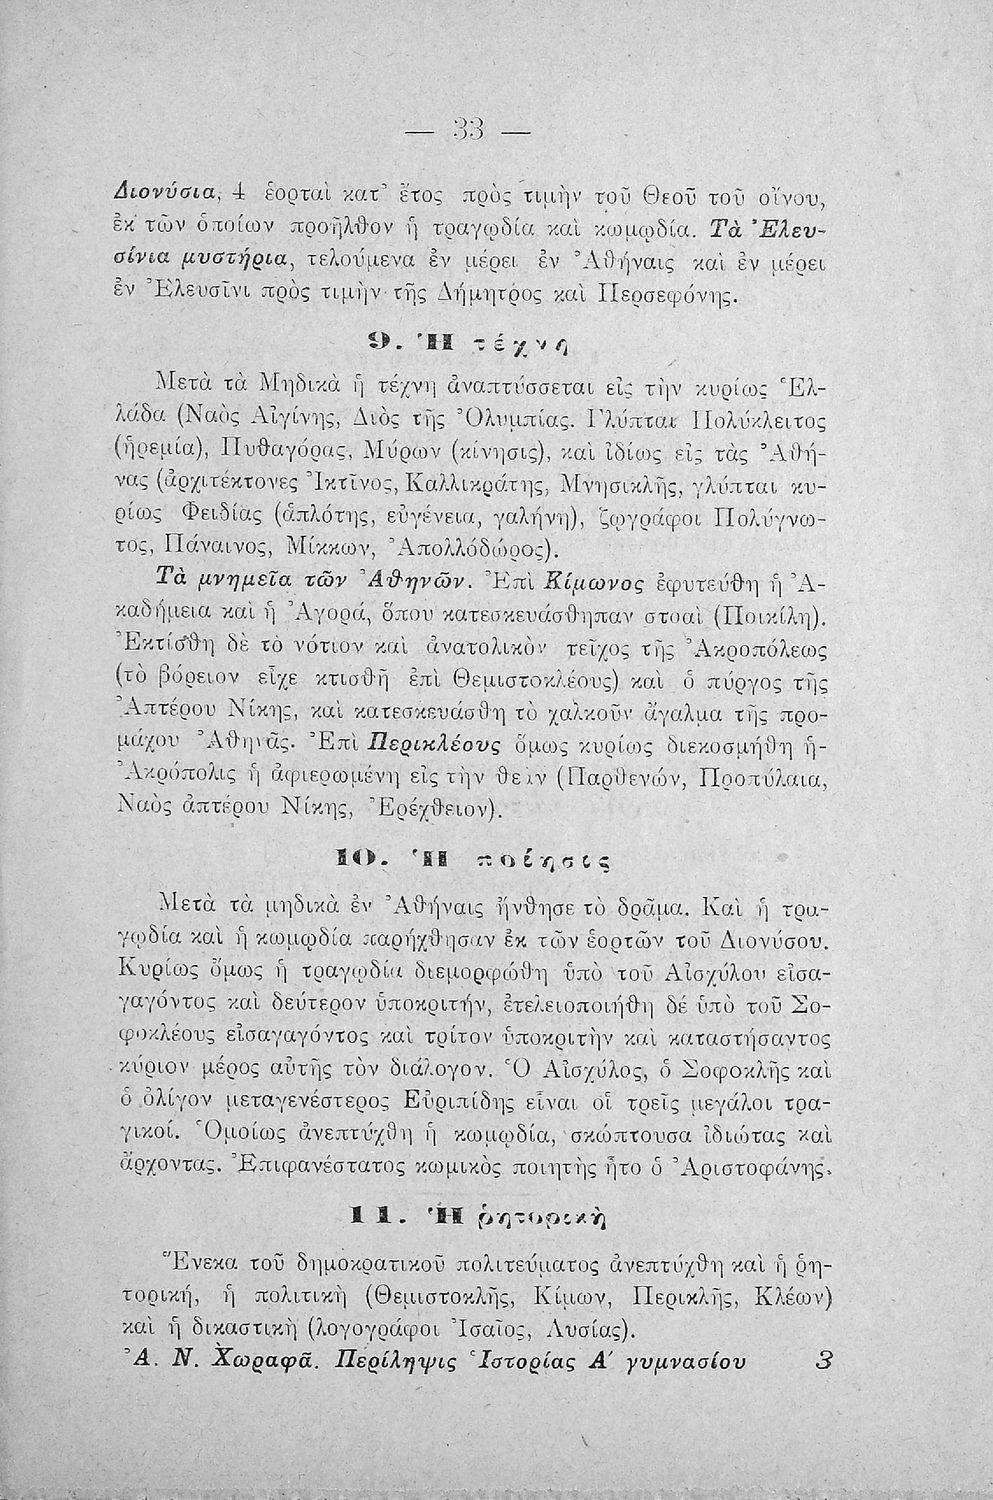 — 33 —
Διονύσια, 4 ἑορταὶ κατ’ ἔτος πρὸς τιμὴν τοῦ Θεοῦ τοῦ οἴνου,
ἐκ τῶν ὁποίων προῆλθον ἡ τραγῳδία καὶ κωμῳδία. Τὰ Ἐλευ-
σίνια μυστήρια, τελούμενα ἐν μέρει ἐν Ἀθήναις καὶ ἐν μέρει
ἐν Ἐλευσῖνι πρὸς τιμὴν τῆς Δήμητρος καὶ Περσεφόνης.
9. Ἡ τέχνη
Μετὰ τὰ Μηδικὰ ἡ τέχνη ἀναπτύσσεται εἰς τὴν κυρίως Ἑλ-
λάδα (Ναὸς Αἰγίνης, Διὸς τῆς Ὀλυμπίας. Γλύπται Πολύκλειτος
(ἠρεμία), Πυθαγόρας, Μύρων (κίνησις), καὶ ἰδίως εἰς τὰς Ἀθή-
νας (ἀρχιτέκτονες Ἰκτῖνος, Καλλικράτης, Μνησικλῆς, γλύπται κυ-
ρίως Φειδίας (ἁπλότης, εὐγένεια, γαλήνη), ζῳγράφοι Πολύγνω-
τος, Πάναινος, Μίκκων, Ἀπολλόδωρος).
Τὰ μνημεῖα τῶν Ἀθηνῶν. Ἐπὶ Κίμωνος ἐφυτεύθη ἡ Ἀ-
καδήμεια καὶ ἡ Ἀγορά, ὅπου κατεσκευάσθηπαν στοαὶ (Ποικίλη).
Ἐκτίσθη δὲ τὸ νότιον καὶ ἀνατολικὸν τεῖχος τῆς Ἀκροπόλεως
(τὸ βόρειον εἶχε κτισθῆ ἐπὶ Θεμιστοκλέους) καὶ ὁ πύργος τῆς
Ἀπτέρου Νίκης, καὶ κατεσκευάσθη τὸ χαλκοῦν ἄγαλμα τῆς προ-
μάχου Ἀθηνᾶς. Ἐπὶ Περικλέους ὅμως κυρίως διεκοσμήθη ἡ-
Ἀκρόπολις ἡ ἀφιερωμένη εἰς τὴν θεὰν (Παρθενών, Προπύλαια,
Ναὸς ἀπτέρου Νίκης, Ἐρέχθειον).
10. Ἡ ποίησις
Μετὰ τὰ μηδικὰ ἐν Ἀθήναις ἤνθησε τὸ δρᾶμα. Καὶ ἡ τρα-
γῳδία καὶ ἡ κωμῳδία παρήχθησαν ἐκ τῶν ἑορτῶν τοῦ Διονύσου.
Κυρίως ὅμως ἡ τραγῳδία διεμορφώθη ὑπὸ τοῦ Αἰσχύλου εἰσα-
γαγόντος καὶ δεύτερον ὑποκριτήν, ἐτελειοποιήθη δέ ὑπὸ τοῦ Σο-
φοκλέους εἰσαγαγόντος καὶ τρίτον ὑποκριτὴν καὶ καταστήσαντος
κύριον μέρος αὐτῆς τὸν διάλογον. Ὁ Αἰσχύλος, ὁ Σοφοκλῆς καὶ
ὁ ὀλίγον μεταγενέστερος Εὐριπίδης εἶναι οἱ τρεῖς μεγάλοι τρα-
γικοί. Ὁμοίως ἀνεπτύχθη ἡ κωμῳδία, σκώπτουσα ἰδιώτας καὶ
ἄρχοντας. Ἐπιφανέστατος κωμικὸς ποιητὴς ἦτο ὁ Ἀριστοφάνης.
11. Ἡ ῥητορικὴ
Ἕνεκα τοῦ δημοκρατικοῦ πολιτεύματος ἀνεπτύχθη καὶ ἡ ῥη-
τορική, ἡ πολιτικὴ (Θεμιστοκλῆς, Κίμων, Περικλῆς, Κλέων)
καὶ ἡ δικαστικὴ (λογογράφοι Ἰσαῖος, Λυσίας).
Ἀ. Ν. Χωραφᾶ. Περίληψις Ἱστορίας Α′ γυμνασίου 3